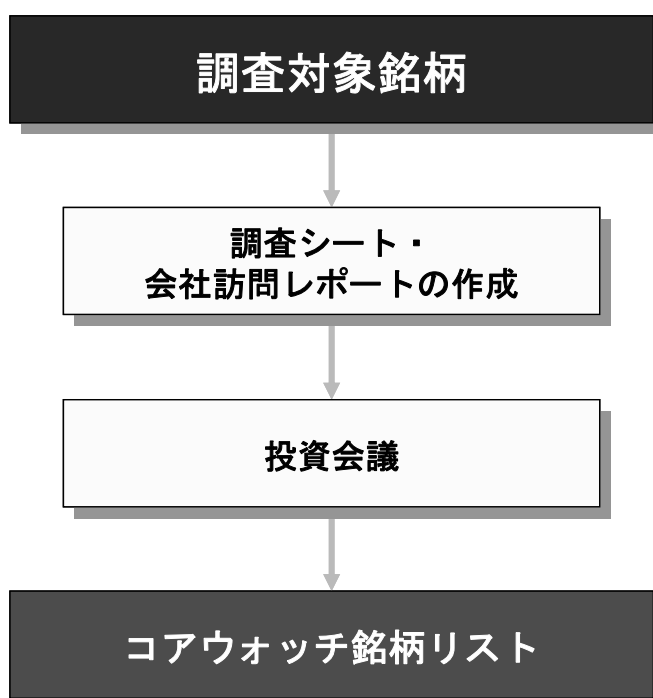 調査対象銘柄
調査シート・
会社訪問レポートの作成
投資会議
コアウォッチ銘柄リスト